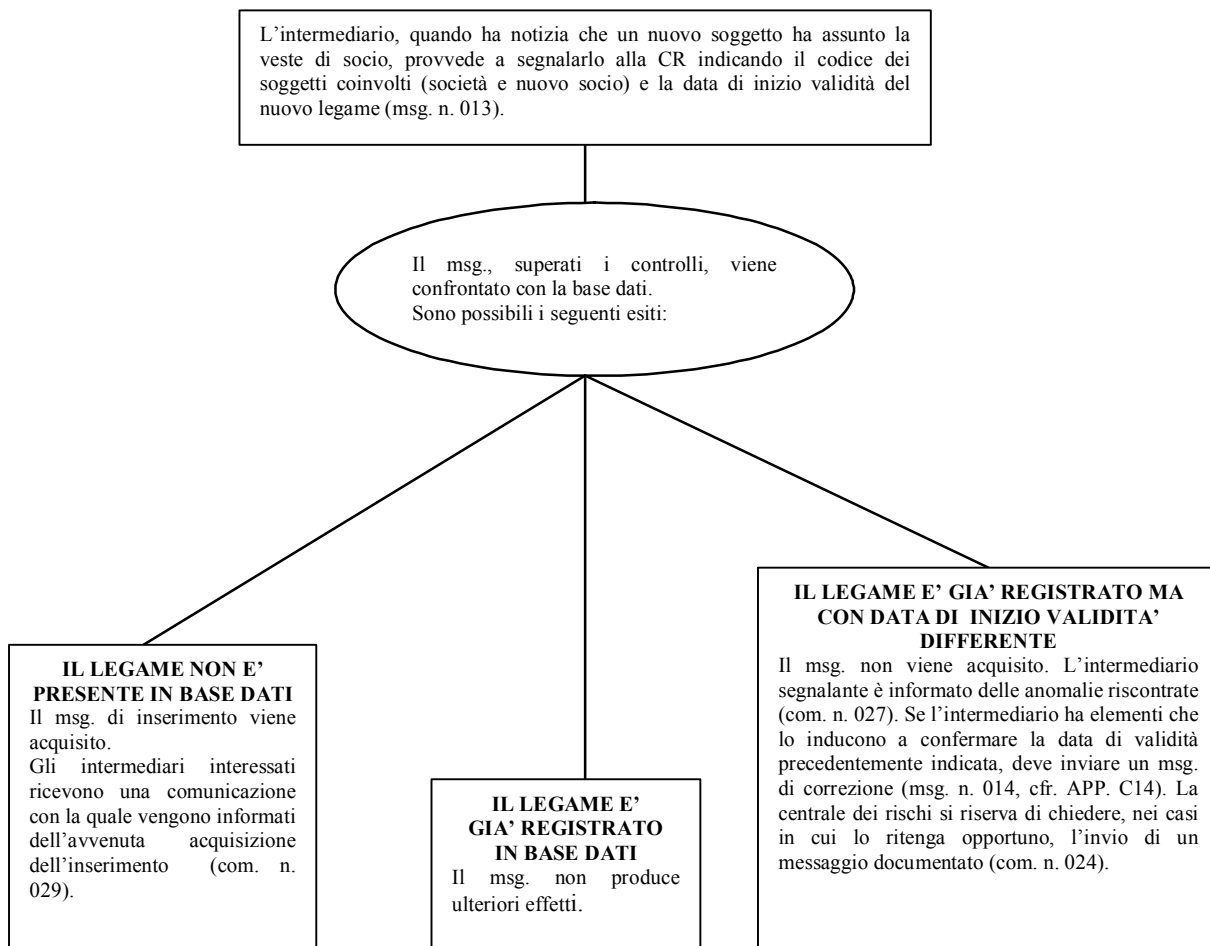 L’intermediario, quando ha notizia che un nuovo soggetto ha assunto la
veste di socio, provvede a segnalarlo alla CR indicando il codice dei
soggetti coinvolti (società e nuovo socio) e la data di inizio validità del
nuovo legame (msg. n. 013).
Il msg., superati i controlli, viene
confrontato con la base dati.
Sono possibili i seguenti esiti:
IL LEGAME NON E’
PRESENTE IN BASE DATI
Il msg. di inserimento viene
acquisito.
Gli intermediari interessati
ricevono una comunicazione
con la quale vengono informati
dell’avvenuta acquisizione
dell’inserimento (com. n.
029).
IL LEGAME E’
GIA’ REGISTRATO
IN BASE DATI
Il msg. non produce
ulteriori effetti.
IL LEGAME E’ GIA’ REGISTRATO MA
CON DATA DI INIZIO VALIDITA’
DIFFERENTE
Il msg. non viene acquisito. L’intermediario
segnalante è informato delle anomalie riscontrate
(com. n. 027). Se l’intermediario ha elementi che
lo inducono a confermare la data di validità
precedentemente indicata, deve inviare un msg.
di correzione (msg. n. 014, cfr. APP. C14). La
centrale dei rischi si riserva di chiedere, nei casi
in cui lo ritenga opportuno, l’invio di un
messaggio documentato (com. n. 024).